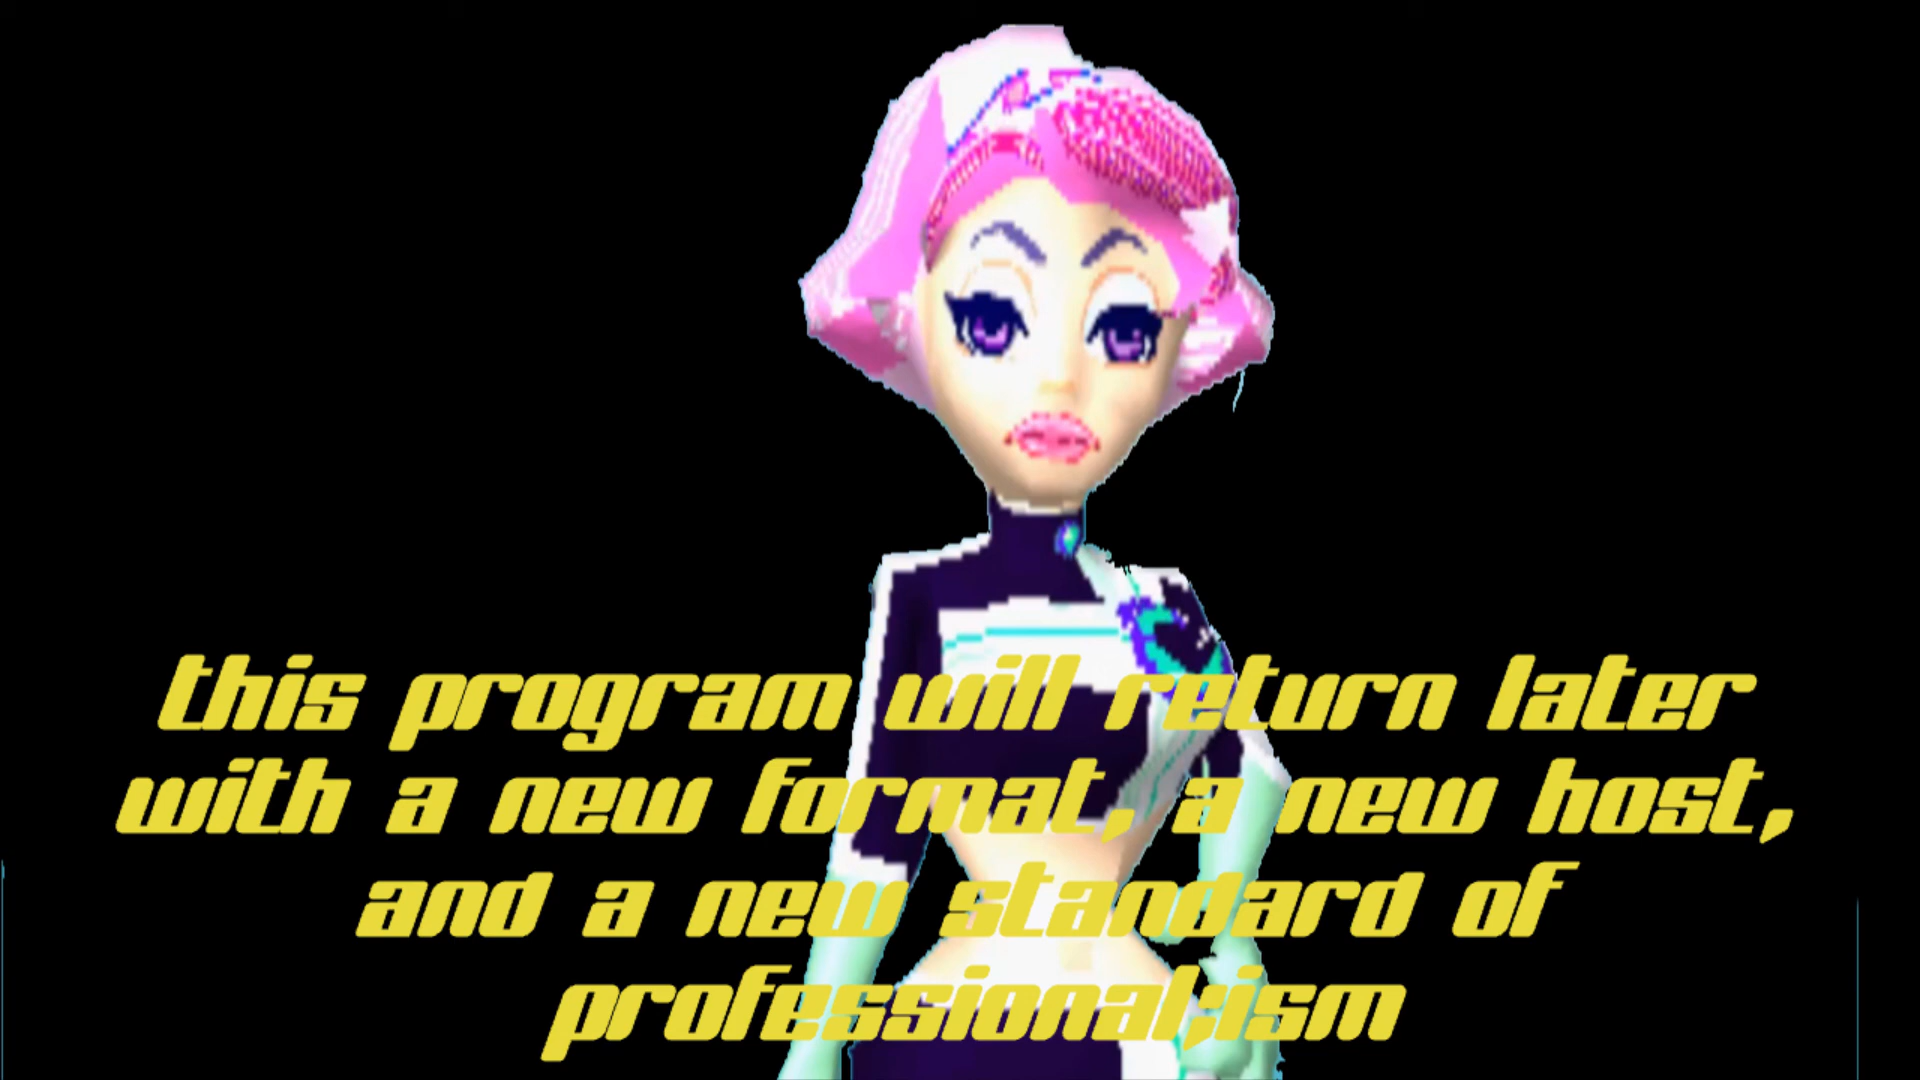 this program will return later
with a new format, a new host,
and a new standard of
professional;ism